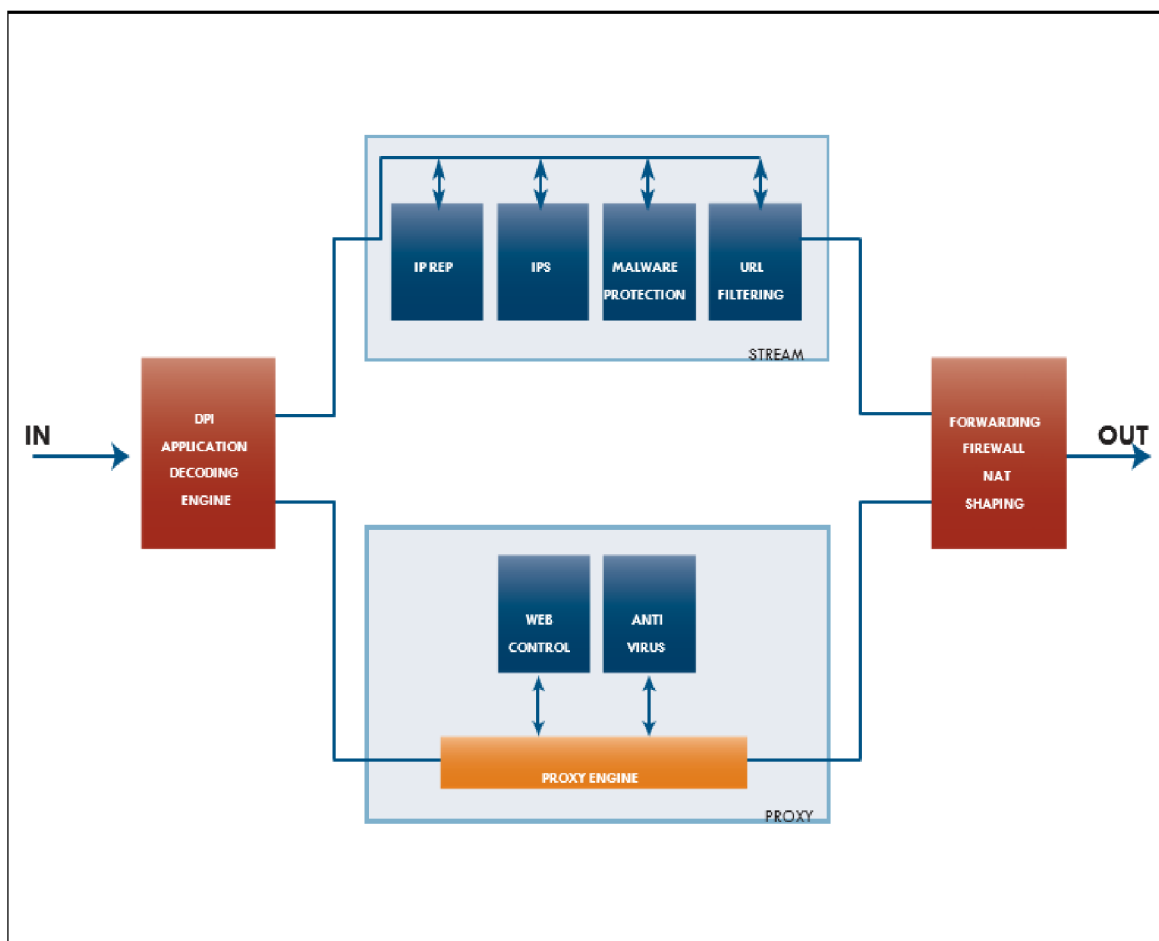 IP REP
IPS
MALWARE
PROTECTION
URL
FILTERING
STREAM
IN
DPI
APPLICATION
DECODING
ENGINE
FORWARDING
FIREWALL
NAT
SHAPING
OUT
WEB
CONTROL
ANTI
VIRUS
PROXY ENGINE
PROXY